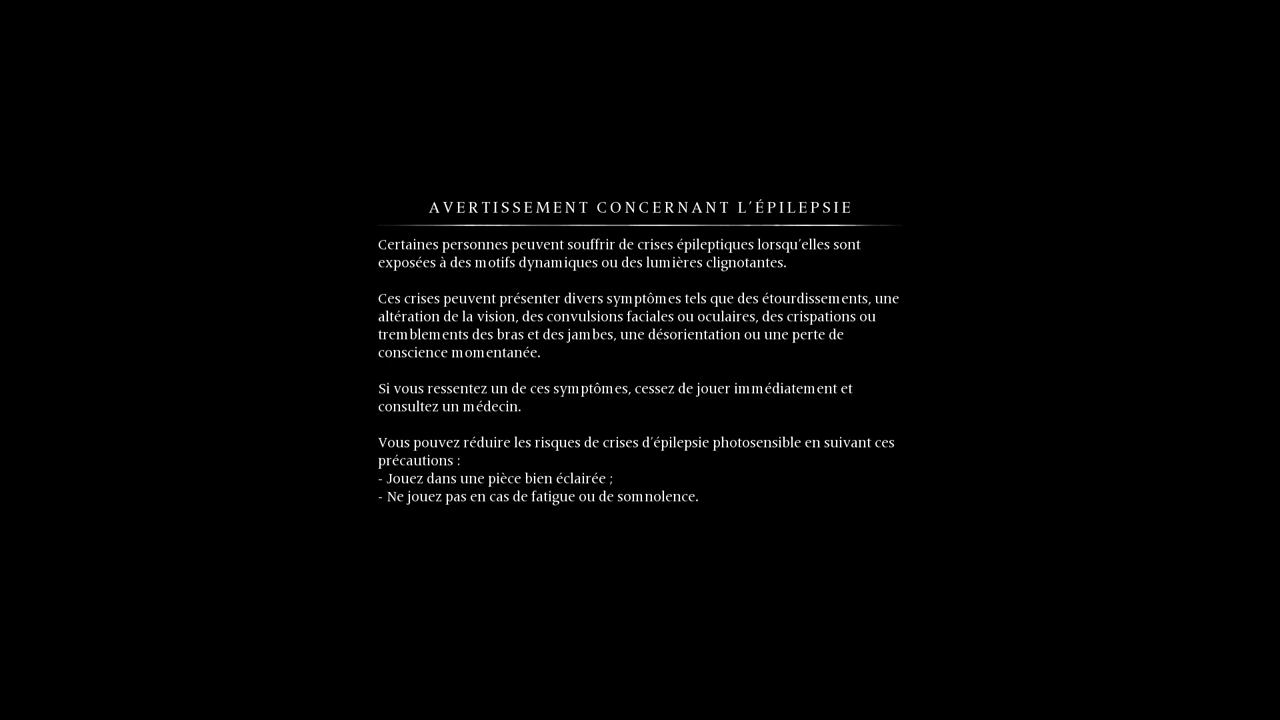 AVERTISSEMENT CONCERNANT L'ÉPILEPSIE
Certaines personnes peuvent souffrir de crises épileptiques lorsqu'elles sont
exposées à des motifs dynamiques ou des lumières clignotantes.
Ces crises peuvent présenter divers symptômes tels que des étourdissements, une
altération de la vision, des convulsions faciales ou oculaires, des crispations ou
tremblements des bras et des jambes, une désorientation ou une perte de
conscience momentanée.
Si vous ressentez un de ces symptômes, cessez de jouer immédiatement et
consultez un médecin.
Vous pouvez réduire les risques de crises d'épilepsie photosensible en suivant ces
précautions :
- Jouez dans une pièce bien éclairée ;
- Ne jouez pas en cas de fatigue ou de somnolence.